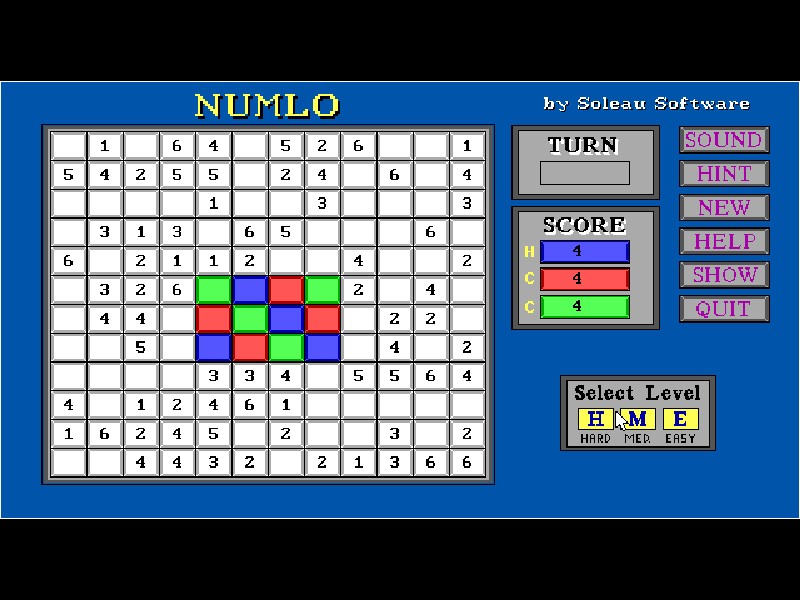 NUMLO
by Soleau Software
1 6 4 5 2 6 1
5 4 2 5 5 2 4 6 4
1 3 3
3 1 3 6 5 6
6 2 1 1 2 4 2
3 2 6 2 4
4 4 2 2
5 4 2
3 3 4 5 5 6 4
4 1 2 4 6 1
1 6 2 4 5 2 3 2
4 4 3 2 2 1 3 6 6
TURN
SCORE
H 4
C 4
C 4
SOUND
HINT
NEW
HELP
SHOW
QUIT
Select Level
H M E
HARD MED. EASY